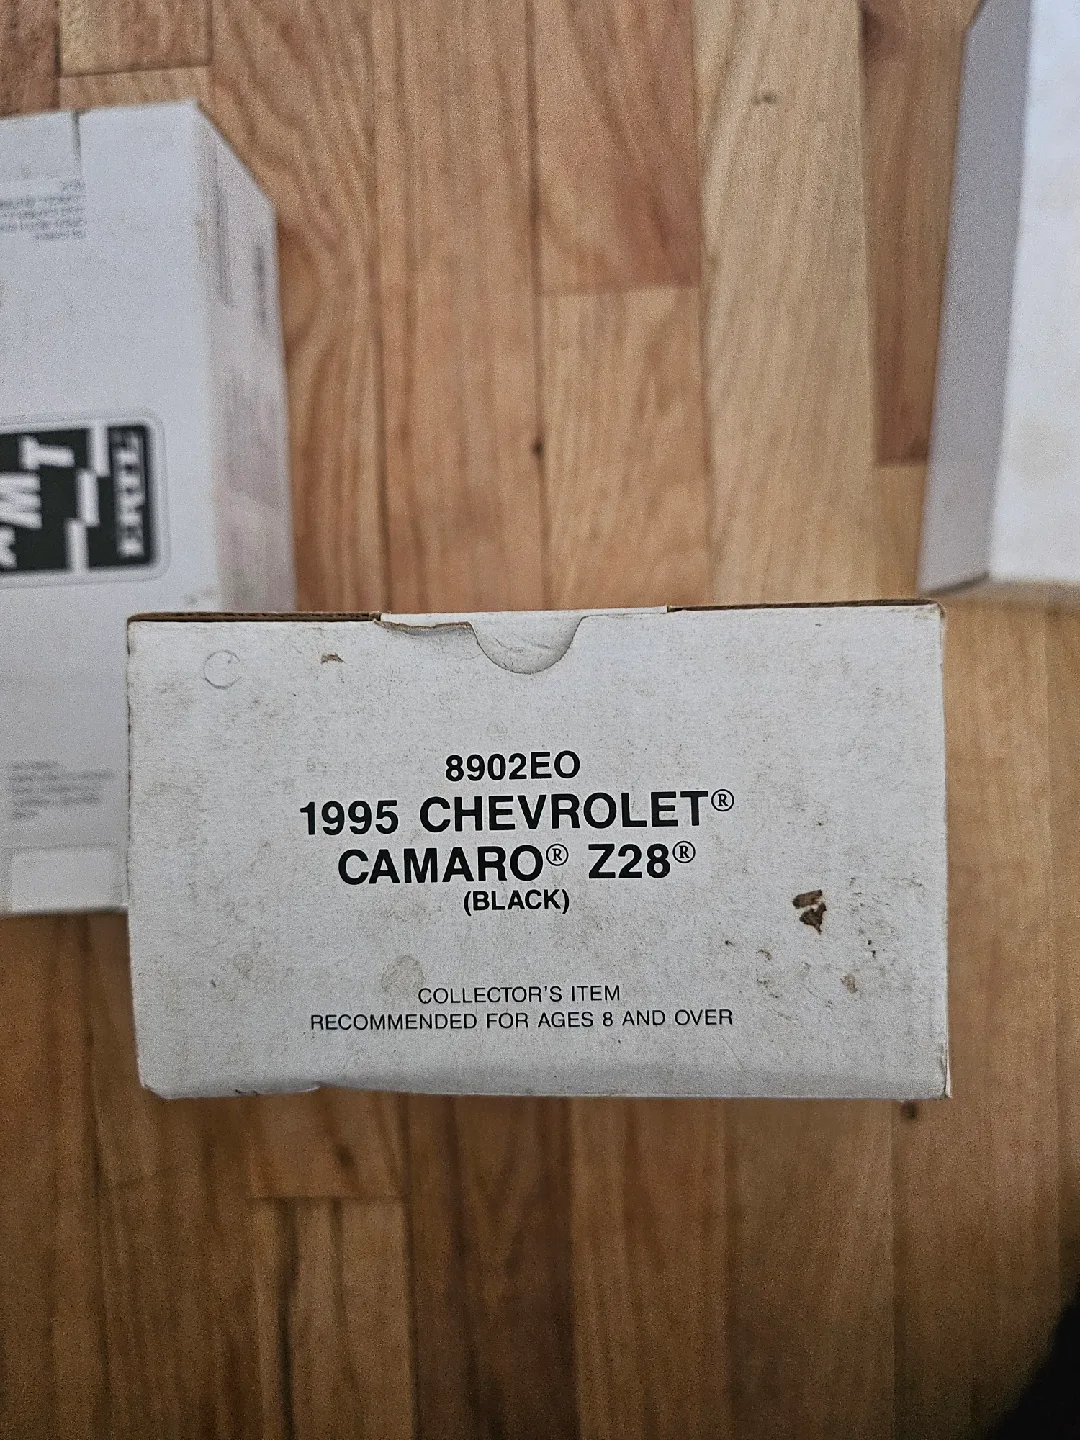 AMT
ERTL
8902EO
1995 CHEVROLET®
CAMARO® Z28®
(BLACK)
COLLECTOR'S ITEM
RECOMMENDED FOR AGES 8 AND OVER